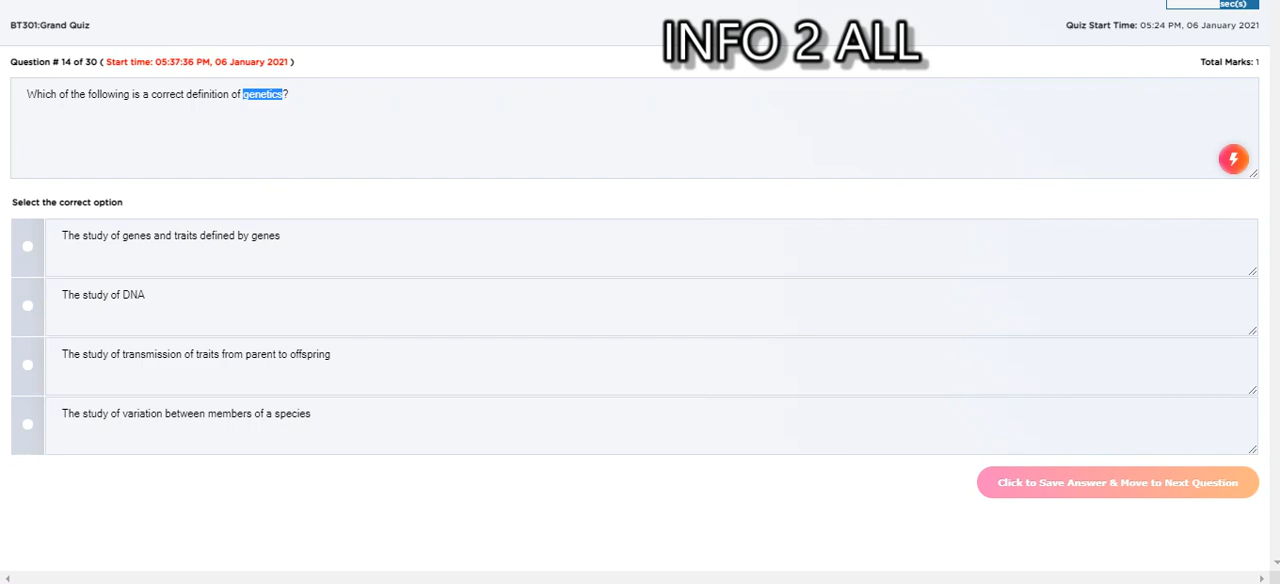 sec(s)
BT301:Grand Quiz
INFO 2 ALL
Quiz Start Time: 05:24 PM, 06 January 2021
Question # 14 of 30 ( Start time: 05:37:36 PM, 06 January 2021 )
Total Marks: 1
Which of the following is a correct definition of genetics?
Select the correct option
The study of genes and traits defined by genes
The study of DNA
The study of transmission of traits from parent to offspring
The study of variation between members of a species
Click to Save Answer & Move to Next Question